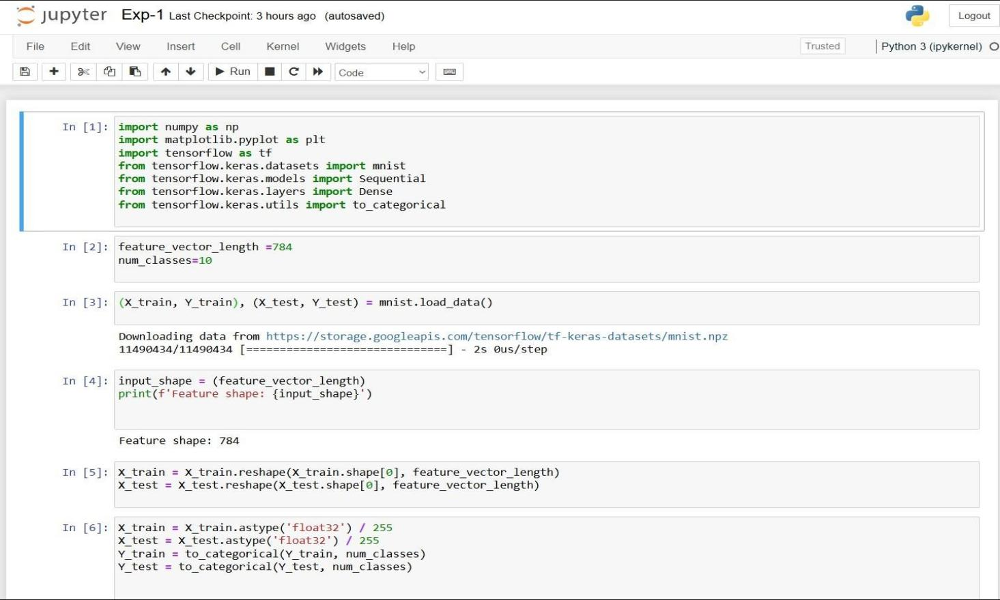 jupyter Exp-1 Last Checkpoint: 3 hours ago (autosaved) Logout
File Edit View Insert Cell Kernel Widgets Help Trusted Python 3 (ipykernel)
Run Code
In [1]: import numpy as np
import matplotlib.pyplot as plt
import tensorflow as tf
from tensorflow.keras.datasets import mnist
from tensorflow.keras.models import Sequential
from tensorflow.keras.layers import Dense
from tensorflow.keras.utils import to_categorical
In [2]: feature_vector_length =784
num_classes=10
In [3]: (X_train, Y_train), (X_test, Y_test) = mnist.load_data()
Downloading data from https://storage.googleapis.com/tensorflow/tf-keras-datasets/mnist.npz
11490434/11490434 [==============================] - 2s 0us/step
In [4]: input_shape = (feature_vector_length)
print(f'Feature shape: {input_shape}')
Feature shape: 784
In [5]: X_train = X_train.reshape(X_train.shape[0], feature_vector_length)
X_test = X_test.reshape(X_test.shape[0], feature_vector_length)
In [6]: X_train = X_train.astype('float32') / 255
X_test = X_test.astype('float32') / 255
Y_train = to_categorical(Y_train, num_classes)
Y_test = to_categorical(Y_test, num_classes)